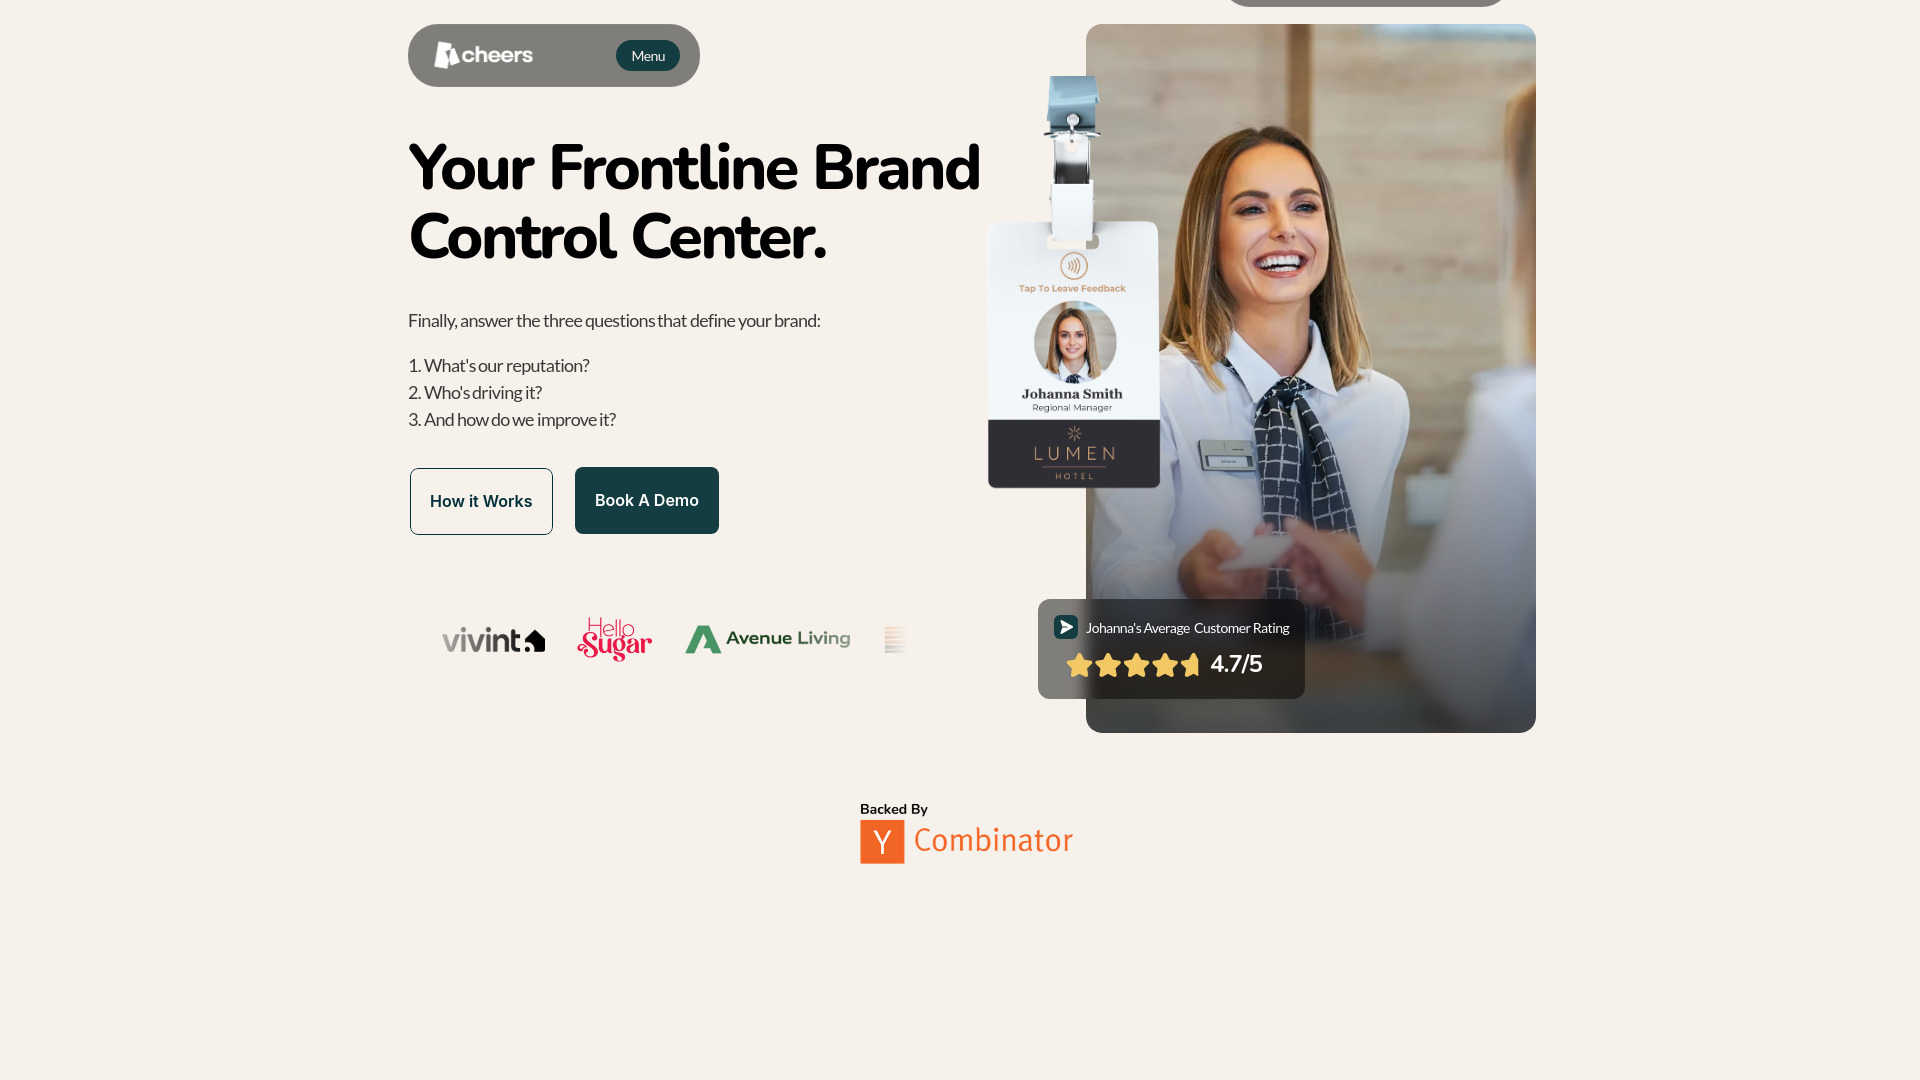 cheers
Menu
Your Frontline Brand
Control Center.
Finally, answer the three questions that define your brand:
1. What's our reputation?
2. Who's driving it?
3. And how do we improve it?
How it Works
Book A Demo
vivint
Hello
Sugar
Avenue Living
Tap To Leave Feedback
Johanna Smith
Regional Manager
LUMEN
HOTEL
Johanna's Average Customer Rating
4.7/5
Backed By
Y Combinator